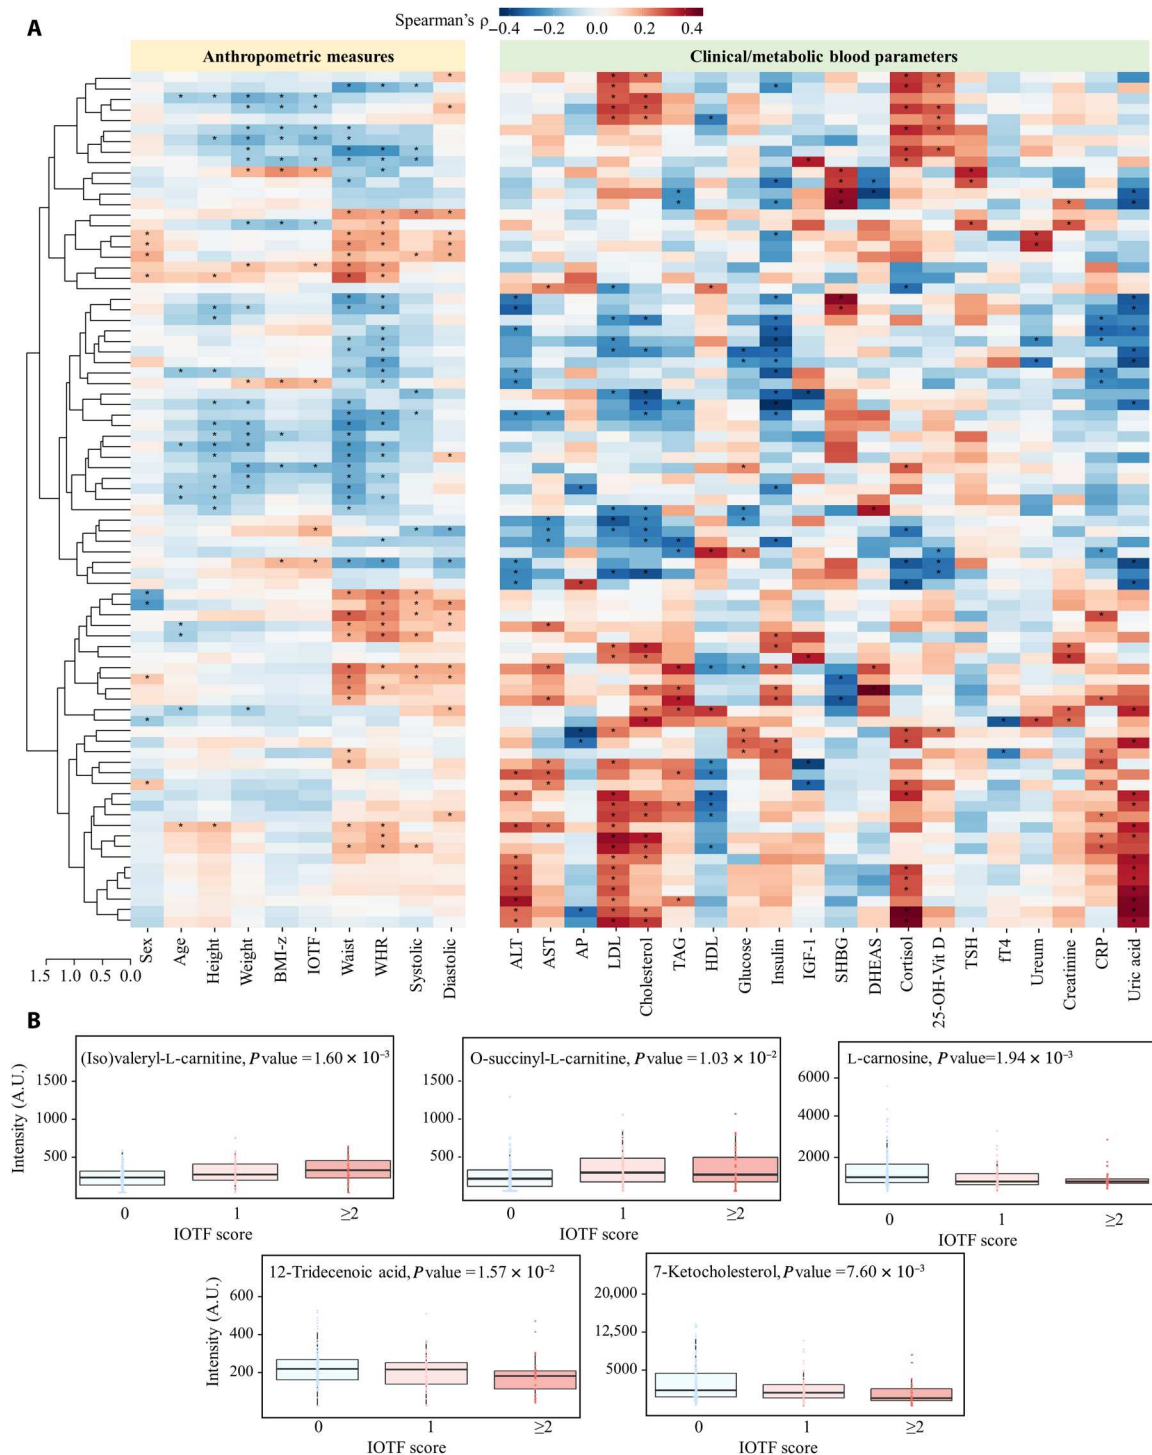 A
Spearman's ρ
−0.4 −0.2 0.0 0.2 0.4
Anthropometric measures
Clinical/metabolic blood parameters
1.5 1.0 0.5 0.0
Sex
Age
Height
Weight
BMI-z
IOTF
Waist
WHR
Systolic
Diastolic
ALT
AST
AP
LDL
Cholesterol
TAG
HDL
Glucose
Insulin
IGF-1
SHBG
DHEAS
Cortisol
25-OH-Vit D
TSH
fT4
Ureum
Creatinine
CRP
Uric acid
B
(Iso)valeryl-L-carnitine, P value = 1.60 × 10⁻³
Intensity (A.U.)
1500
1000
500
0 1 ≥2
IOTF score
O-succinyl-L-carnitine, P value = 1.03 × 10⁻²
1500
1000
500
0 1 ≥2
IOTF score
L-carnosine, P value=1.94 × 10⁻³
6000
4000
2000
0 1 ≥2
IOTF score
12-Tridecenoic acid, P value = 1.57 × 10⁻²
Intensity (A.U.)
600
400
200
0 1 ≥2
IOTF score
7-Ketocholesterol, P value = 7.60 × 10⁻³
20,000
12,500
5000
0 1 ≥2
IOTF score